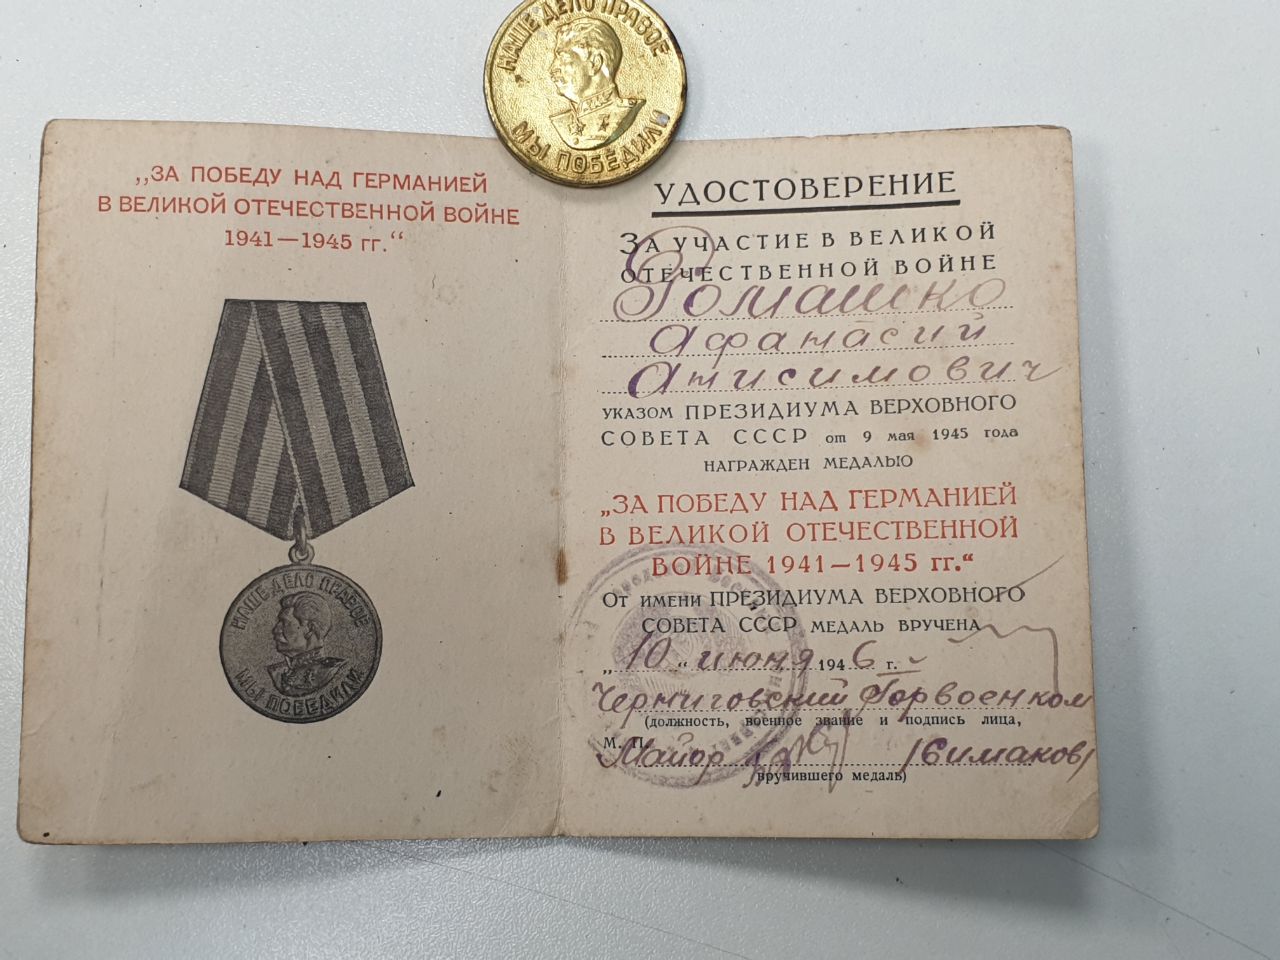 НАШЕ ДЕЛО ПРАВОЕ
МЫ ПОБЕДИЛИ
„ЗА ПОБЕДУ НАД ГЕРМАНИЕЙ
В ВЕЛИКОЙ ОТЕЧЕСТВЕННОЙ ВОЙНЕ
1941—1945 гг.“
НАШЕ ДЕЛО ПРАВОЕ
МЫ ПОБЕДИЛИ
УДОСТОВЕРЕНИЕ
ЗА УЧАСТИЕ В ВЕЛИКОЙ
ОТЕЧЕСТВЕННОЙ ВОЙНЕ
Ромашко
Афанасий
Анисимович
УКАЗОМ ПРЕЗИДИУМА ВЕРХОВНОГО
СОВЕТА СССР от 9 мая 1945 года
НАГРАЖДЕН МЕДАЛЬЮ
„ЗА ПОБЕДУ НАД ГЕРМАНИЕЙ
В ВЕЛИКОЙ ОТЕЧЕСТВЕННОЙ
ВОЙНЕ 1941—1945 гг.“
ОТ ИМЕНИ ПРЕЗИДИУМА ВЕРХОВНОГО
СОВЕТА СССР МЕДАЛЬ ВРУЧЕНА
„10“ июня 1946 г.
Черниговский Горвоенком
(должность, военное звание и подпись лица,
М. П.
Майор /Симаков/
вручившего медаль)